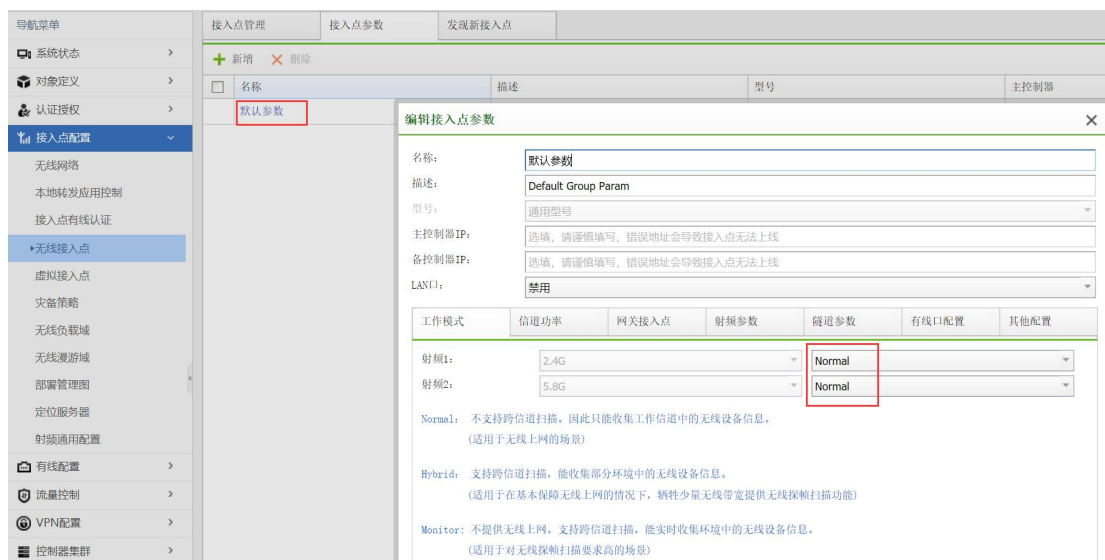 导航菜单
系统状态
对象定义
认证授权
接入点配置
无线网络
本地转发应用控制
接入点有线认证
无线接入点
虚拟接入点
灾备策略
无线负载域
无线漫游域
部署管理图
定位服务器
射频通用配置
有线配置
流量控制
VPN配置
控制器集群
接入点管理 接入点参数 发现新接入点
新增 删除
名称 描述 型号 主控制器
默认参数
编辑接入点参数
名称: 默认参数
描述: Default Group Param
型号: 通用型号
主控制器IP: 选填，请谨慎填写，错误地址会导致接入点无法上线
备控制器IP: 选填，请谨慎填写，错误地址会导致接入点无法上线
LAN口: 禁用
工作模式 信道功率 网关接入点 射频参数 隧道参数 有线口配置 其他配置
射频1: 2.4G Normal
射频2: 5.8G Normal
Normal: 不支持跨信道扫描。因此只能收集工作信道中的无线设备信息。
(适用于无线上网的场景)
Hybrid: 支持跨信道扫描，能收集部分环境中的无线设备信息。
(适用于在基本保障无线上网的情况下，牺牲少量无线带宽提供无线探帧扫描功能)
Monitor: 不提供无线上网。支持跨信道扫描。能实时收集环境中的无线设备信息。
(适用于对无线探帧扫描要求高的场景)